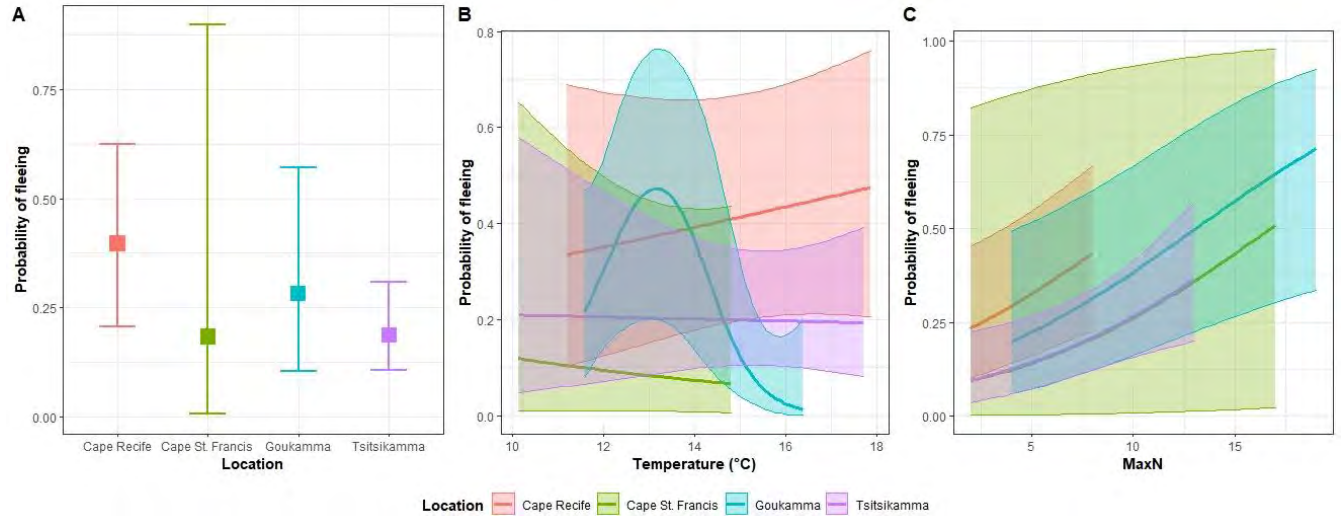 A
Probability of fleeing
0.75
0.50
0.25
0.00
Cape Recife Cape St. Francis Goukamma Tsitsikamma
Location
B
Probability of fleeing
0.8
0.6
0.4
0.2
0.0
10 12 14 16 18
Temperature (°C)
C
Probability of fleeing
1.00
0.75
0.50
0.25
0.00
5 10 15
MaxN
Location Cape Recife Cape St. Francis Goukamma Tsitsikamma